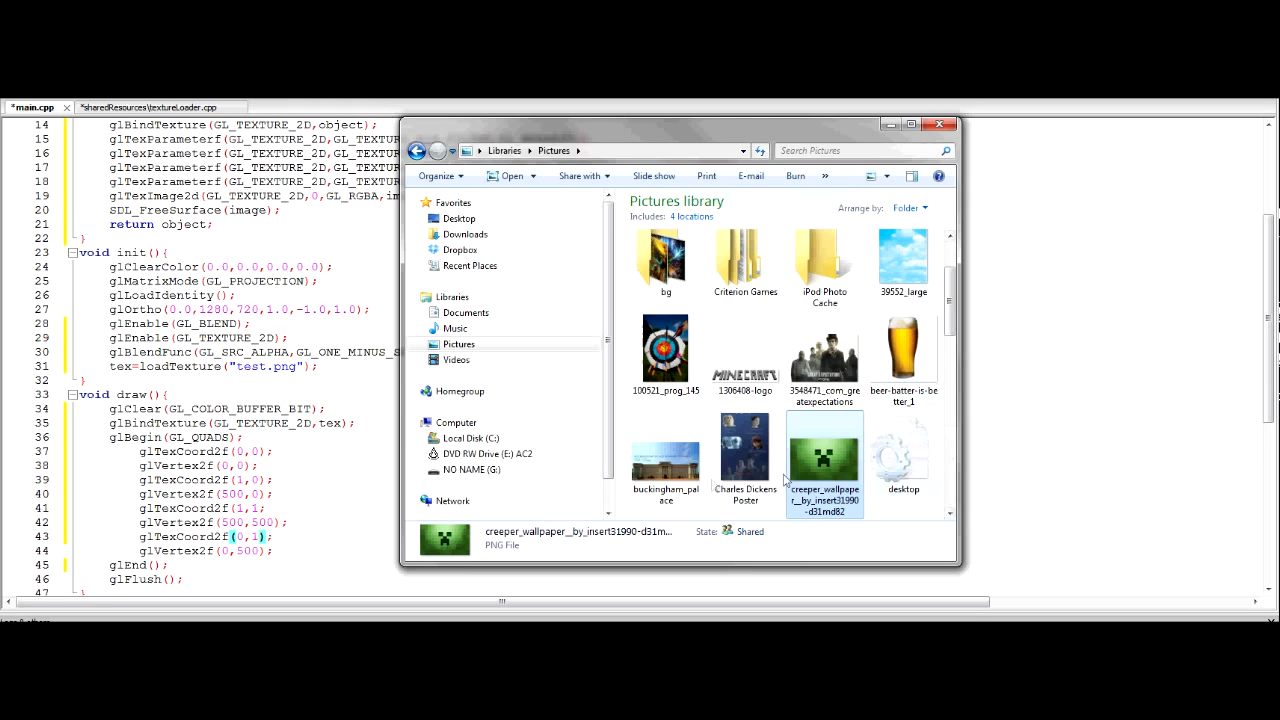 *main.cpp
*sharedResources\textureLoader.cpp
14 glBindTexture(GL_TEXTURE_2D,object);
15 glTexParameterf(GL_TEXTURE_2D,GL_TEXTUR
16 glTexParameterf(GL_TEXTURE_2D,GL_TEXTUR
17 glTexParameterf(GL_TEXTURE_2D,GL_TEXTUR
18 glTexParameterf(GL_TEXTURE_2D,GL_TEXTUR
19 glTexImage2d(GL_TEXTURE_2D,0,GL_RGBA,im
20 SDL_FreeSurface(image);
21 return object;
22 }
23 void init(){
24 glClearColor(0.0,0.0,0.0,0.0);
25 glMatrixMode(GL_PROJECTION);
26 glLoadIdentity();
27 glOrtho(0.0,1280,720,1.0,-1.0,1.0);
28 glEnable(GL_BLEND);
29 glEnable(GL_TEXTURE_2D);
30 glBlendFunc(GL_SRC_ALPHA,GL_ONE_MINUS_S
31 tex=loadTexture("test.png");
32 }
33 void draw(){
34 glClear(GL_COLOR_BUFFER_BIT);
35 glBindTexture(GL_TEXTURE_2D,tex);
36 glBegin(GL_QUADS);
37 glTexCoord2f(0,0);
38 glVertex2f(0,0);
39 glTexCoord2f(1,0);
40 glVertex2f(500,0);
41 glTexCoord2f(1,1);
42 glVertex2f(500,500);
43 glTexCoord2f(0,1);
44 glVertex2f(0,500);
45 glEnd();
46 glFlush();
47 }
Libraries Pictures
Search Pictures
Organize Open Share with Slide show Print E-mail Burn »
Favorites
Desktop
Downloads
Dropbox
Recent Places
Libraries
Documents
Music
Pictures
Videos
Homegroup
Computer
Local Disk (C:)
DVD RW Drive (E:) AC2
NO NAME (G:)
Network
Pictures library
Includes: 4 locations
Arrange by: Folder
bg
Criterion Games
iPod Photo
Cache
39552_large
100521_prog_145
MINECRAFT
1306408-logo
3548471_com_gre
atexpectations
beer-batter-is-be
tter_1
buckingham_pal
ace
Charles Dickens
Poster
creeper_wallpape
r__by_insert31990
-d31md82
desktop
creeper_wallpaper__by_insert31990-d31m...
State: Shared
PNG File